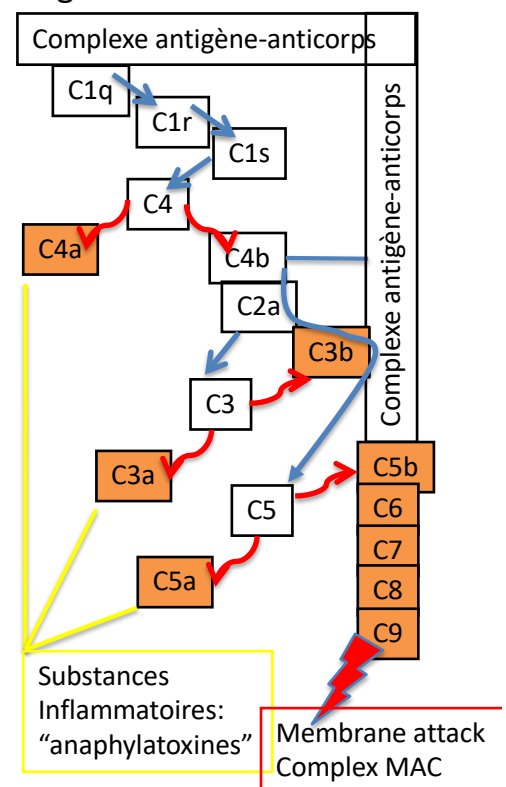 Complexe antigène-anticorps
C1q
C1r
C1s
C4
C4a
C4b
C2a
C3b
C3
C3a
C5
C5a
Complexe antigène-anticorps
C5b
C6
C7
C8
C9
Substances
Inflammatoires:
“anaphylatoxines”
Membrane attack
Complex MAC